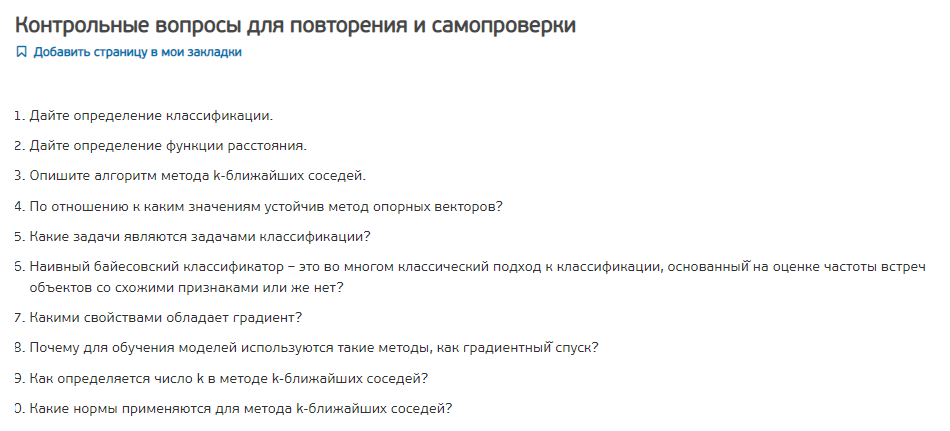 Контрольные вопросы для повторения и самопроверки
Добавить страницу в мои закладки
1. Дайте определение классификации.
2. Дайте определение функции расстояния.
3. Опишите алгоритм метода k-ближайших соседей.
4. По отношению к каким значениям устойчив метод опорных векторов?
5. Какие задачи являются задачами классификации?
6. Наивный байесовский классификатор – это во многом классический подход к классификации, основанный на оценке частоты встреч
объектов со схожими признаками или же нет?
7. Какими свойствами обладает градиент?
8. Почему для обучения моделей используются такие методы, как градиентный спуск?
9. Как определяется число k в методе k-ближайших соседей?
0. Какие нормы применяются для метода k-ближайших соседей?